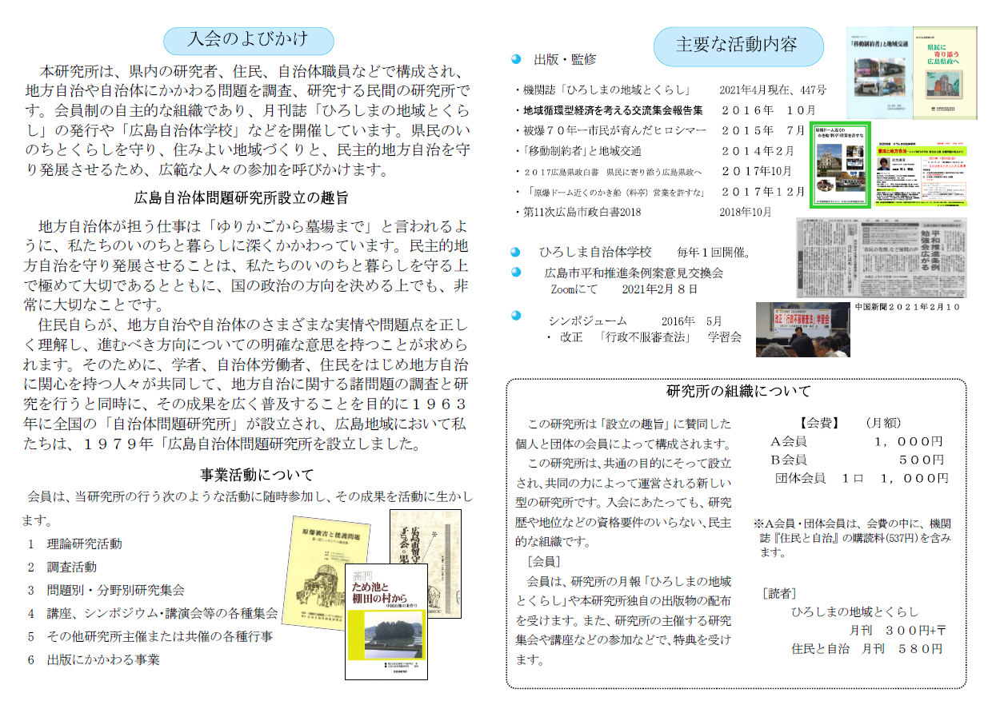 入会のよびかけ
本研究所は、県内の研究者、住民、自治体職員などで構成され、
地方自治や自治体にかかわる問題を調査、研究する民間の研究所で
す。会員制の自主的な組織であり、月刊誌「ひろしまの地域とくら
し」の発行や「広島自治体学校」などを開催しています。県民のい
のちとくらしを守り、住みよい地域づくりと、民主的地方自治を守
り発展させるため、広範な人々の参加を呼びかけます。
広島自治体問題研究所設立の趣旨
地方自治体が担う仕事は「ゆりかごから墓場まで」と言われるよ
うに、私たちのいのちと暮らしに深くかかわっています。民主的地
方自治を守り発展させることは、私たちのいのちと暮らしを守る上
で極めて大切であるとともに、国の政治の方向を決める上でも、非
常に大切なことです。
住民自らが、地方自治や自治体のさまざまな実情や問題点を正し
く理解し、進むべき方向についての明確な意思を持つことが求めら
れます。そのために、学者、自治体労働者、住民をはじめ地方自治
に関心を持つ人々が共同して、地方自治に関する諸問題の調査と研
究を行うと同時に、その成果を広く普及することを目的に１９６３
年に全国の「自治体問題研究所」が設立され、広島地域において私
たちは、１９７９年「広島自治体問題研究所を設立しました。
事業活動について
会員は、当研究所の行う次のような活動に随時参加し、その成果を活動に生かし
ます。
1 理論研究活動
2 調査活動
3 問題別・分野別研究集会
4 講座、シンポジウム･講演会等の各種集会
5 その他研究所主催または共催の各種行事
6 出版にかかわる事業
原爆被害と援護問題
高門
ため池と
棚田の村から
主要な活動内容
出版・監修
・機関誌「ひろしまの地域とくらし」 2021年4月現在、447号
・地域循環型経済を考える交流集会報告集 ２０１６年 １０月
・被爆７０年ー市民が育んだヒロシマー ２０１５年 ７月
・「移動制約者」と地域交通 ２０１４年２月
・２０１７広島県政白書 県民に寄り添う広島県政へ ２０１７年10月
・「原爆ドーム近くのかき船（料亭）営業を許すな」 ２０１７年１２月
・第11次広島市政白書2018 2018年10月
「移動制約者」と地域交通
県民に
寄り添う
広島県政へ
原爆ドーム近くの
かき船(料亭)営業を許すな
憲法と地方自治
ひろしま自治体学校 毎年１回開催。
広島市平和推進条例案意見交換会
Zoomにて 2021年2月８日
平和推進条例
勉強会広がる
「市民の役割」など疑問の声
中国新聞２０２１年２月１０
シンポジューム 2016年 5月
・ 改正 「行政不服審査法」 学習会
改正「行政不服審査法」学習会
研究所の組織について
この研究所は「設立の趣旨」に賛同した
個人と団体の会員によって構成されます。
この研究所は、共通の目的にそって設立
され、共同の力によって運営される新しい
型の研究所です。入会にあたっても、研究
歴や地位などの資格要件のいらない、民主
的な組織です。
［会員］
会員は、研究所の月報「ひろしまの地域
とくらし」や本研究所独自の出版物の配布
を受けます。また、研究所の主催する研究
集会や講座などの参加などで、特典を受け
ます。
【会費】 （月額）
Ａ会員 １，０００円
Ｂ会員 ５００円
団体会員 １口 １，０００円
※Ａ会員・団体会員は、会費の中に、機関
誌『住民と自治』の購読料(537円)を含み
ます。
［読者］
ひろしまの地域とくらし
月刊 ３００円+〒
住民と自治 月刊 ５８０円